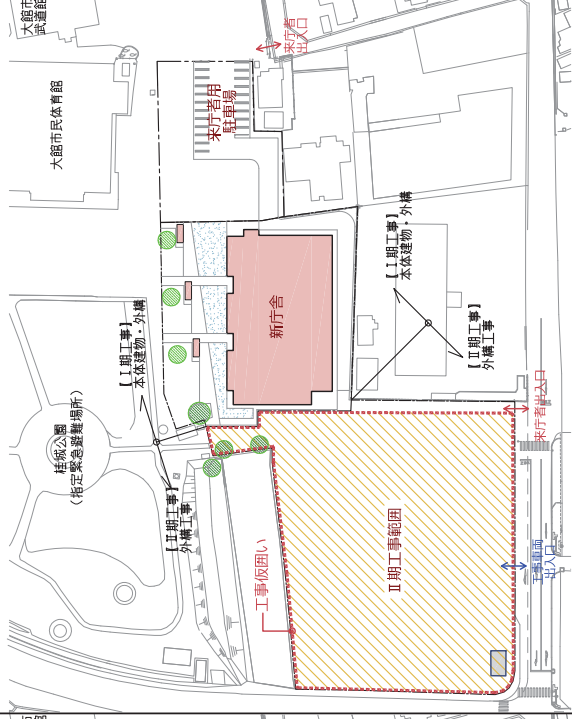 大館市
武道館
大館市民体育館
来庁者
出入口
来庁者用
駐車場
【Ⅰ期工事】
本体建物・外構
【Ⅱ期工事】
外構工事
新庁舎
【Ⅰ期工事】
本体建物・外構
桂城公園
（指定緊急避難場所）
【Ⅱ期工事】
外構工事
来庁者出入口
工事仮囲い
Ⅱ期工事範囲
工事車両
出入口